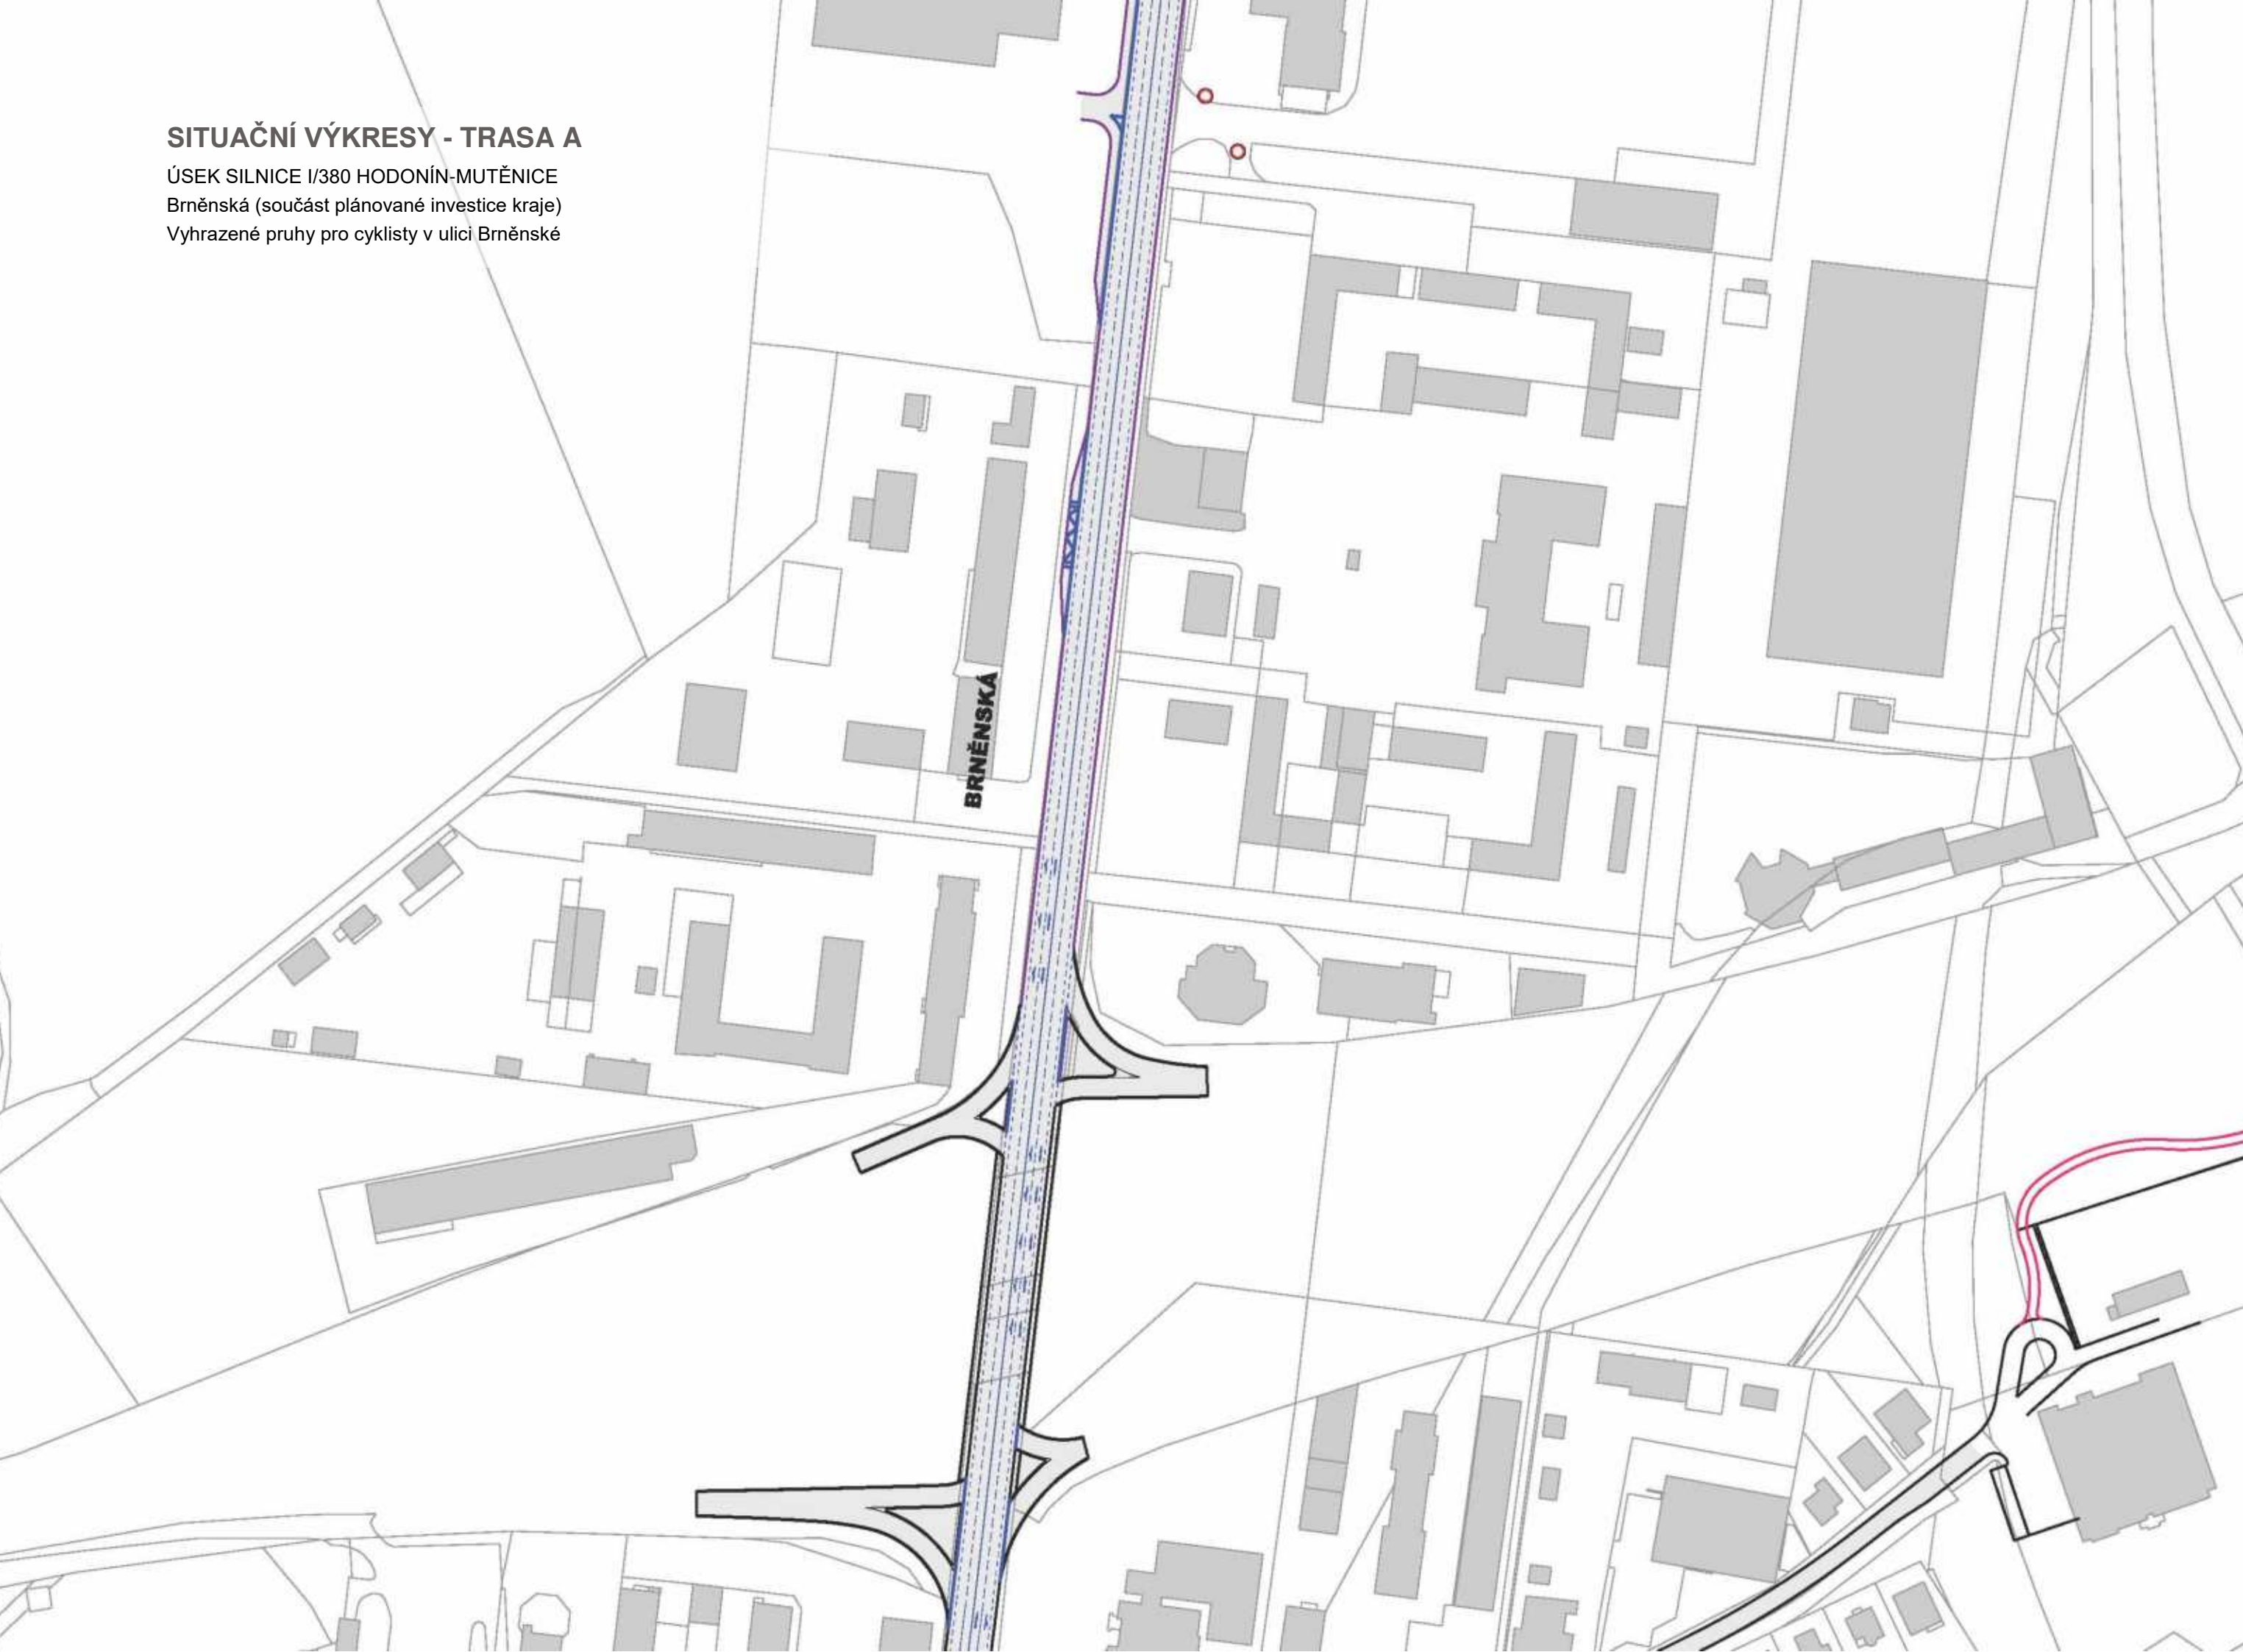 SITUAČNÍ VÝKRESY - TRASA A
ÚSEK SILNICE I/380 HODONÍN-MUTĚNICE
Brněnská (součást plánované investice kraje)
Vyhrazené pruhy pro cyklisty v ulici Brněnské
BRNĚNSKÁ